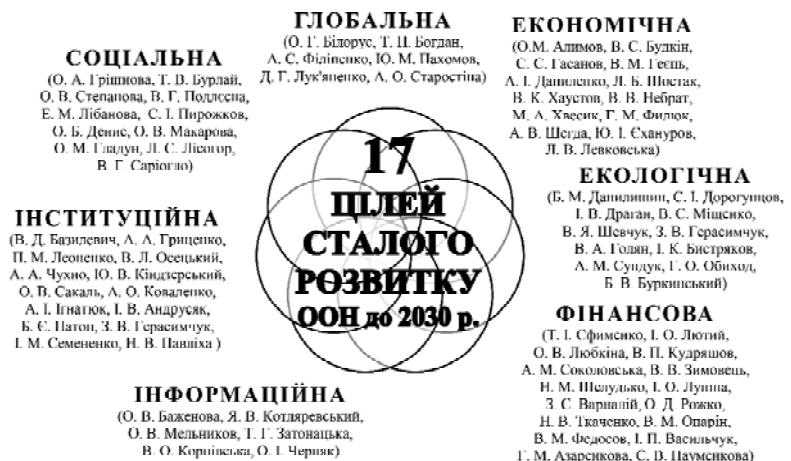 ГЛОБАЛЬНА
(О. Г. Білорус, Т. П. Богдан,
А. С. Філіпенко, Ю. М. Пахомов,
Д. Г. Лук'яненко, А. О. Старостіна)
ЕКОНОМІЧНА
(О.М. Алимов, В. С. Будкін,
С. С. Гасанов, В. М. Геєць,
А. І. Даниленко, Л. Б. Шостак,
В. К. Хаустов, В. В. Небрат,
М. А. Хвесик, Г. М. Филюк,
А. В. Шегда, Ю. І. Єхануров,
Л. В. Левковська)
СОЦІАЛЬНА
(О. А. Грішнова, Т. В. Бурлай,
О. В. Степанова, В. Г. Подлєсна,
Е. М. Лібанова, С. І. Пирожков,
О. Б. Денис, О. В. Макарова,
О. М. Гладун, Л. С. Лісогор,
В. Г. Саріогло)
17
ЦІЛЕЙ
СТАЛОГО
РОЗВИТКУ
ООН до 2030 р.
ЕКОЛОГІЧНА
(Б. М. Данилишин, С. І. Дорогунцов,
І. В. Драган, В. С. Міщенко,
В. Я. Шевчук, З. В. Герасимчук,
В. А. Голян, І. К. Бистряков,
А. М. Сундук, Г. О. Обиход,
Б. В. Буркинський)
ІНСТИТУЦІЙНА
(В. Д. Базилевич, А. А. Гриценко,
П. М. Леоненко, В. Л. Осецький,
А. А. Чухно, Ю. В. Кіндзерський,
О. В. Сакаль, А. О. Коваленко,
А. І. Ігнатюк, І. В. Андрусяк,
Б. Є. Патон, З. В. Герасимчук,
І. М. Семененко, Н. В. Павліха )
ФІНАНСОВА
(Т. І. Єфименко, І. О. Лютий,
О. В. Любкіна, В. П. Кудряшов,
А. М. Соколовська, В. В. Зимовець,
Н. М. Шелудько, І. О. Луніна,
З. С. Варналій, О. Д. Рожко,
Н. В. Ткаченко, В. М. Опарін,
В. М. Федосов, І. П. Васильчук,
Г. М. Азаренкова, С. В. Науменкова)
ІНФОРМАЦІЙНА
(О. В. Баженова, Я. В. Котляревський,
О. В. Мельников, Т. Г. Затонацька,
В. О. Корнівська, О. І. Черняк)